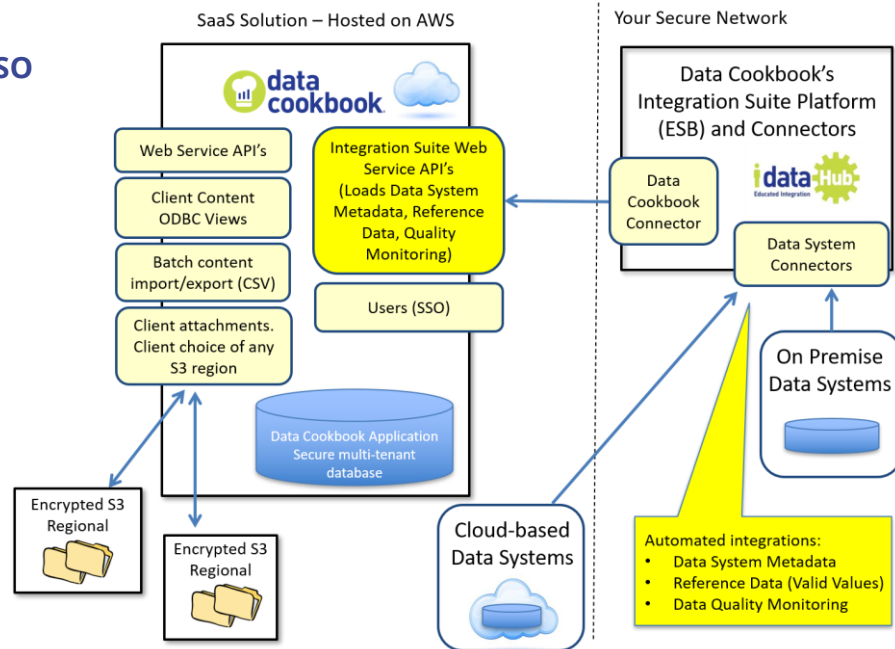 SO
SaaS Solution – Hosted on AWS
data
cookbook
Web Service API's
Client Content
ODBC Views
Batch content
import/export (CSV)
Client attachments.
Client choice of any
S3 region
Integration Suite Web
Service API's
(Loads Data System
Metadata, Reference
Data, Quality
Monitoring)
Users (SSO)
Data Cookbook Application
Secure multi-tenant
database
Encrypted S3
Regional
Encrypted S3
Regional
Cloud-based
Data Systems
Your Secure Network
Data Cookbook's
Integration Suite Platform
(ESB) and Connectors
idata Hub
Educated Integration
Data
Cookbook
Connector
Data System
Connectors
On Premise
Data Systems
Automated integrations:
• Data System Metadata
• Reference Data (Valid Values)
• Data Quality Monitoring